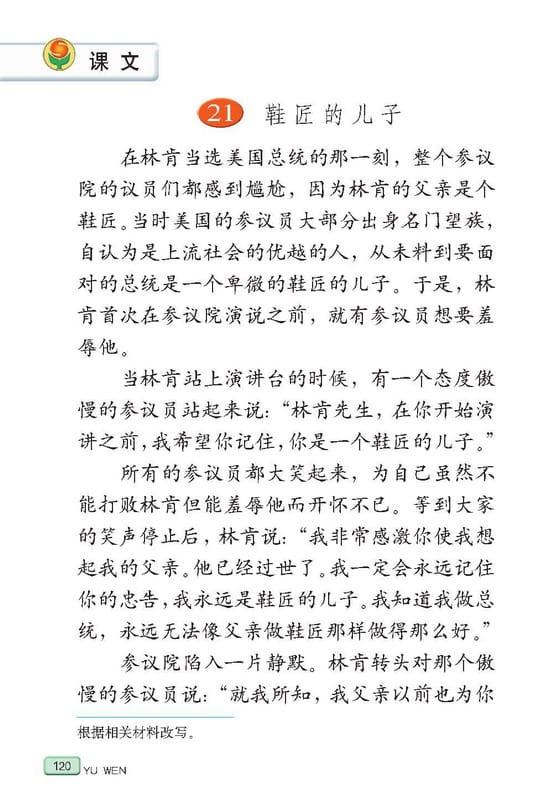 课文
21 鞋匠的儿子
在林肯当选美国总统的那一刻，整个参议
院的议员们都感到尴尬，因为林肯的父亲是个
鞋匠。当时美国的参议员大部分出身名门望族，
自认为是上流社会的优越的人，从未料到要面
对的总统是一个卑微的鞋匠的儿子。于是，林
肯首次在参议院演说之前，就有参议员想要羞
辱他。
当林肯站上演讲台的时候，有一个态度傲
慢的参议员站起来说：“林肯先生，在你开始演
讲之前，我希望你记住，你是一个鞋匠的儿子。”
所有的参议员都大笑起来，为自己虽然不
能打败林肯但能羞辱他而开怀不已。等到大家
的笑声停止后，林肯说：“我非常感激你使我想
起我的父亲。他已经过世了。我一定会永远记住
你的忠告，我永远是鞋匠的儿子。我知道我做总
统，永远无法像父亲做鞋匠那样做得那么好。”
参议院陷入一片静默。林肯转头对那个傲
慢的参议员说：“就我所知，我父亲以前也为你
根据相关材料改写。
120 YU WEN